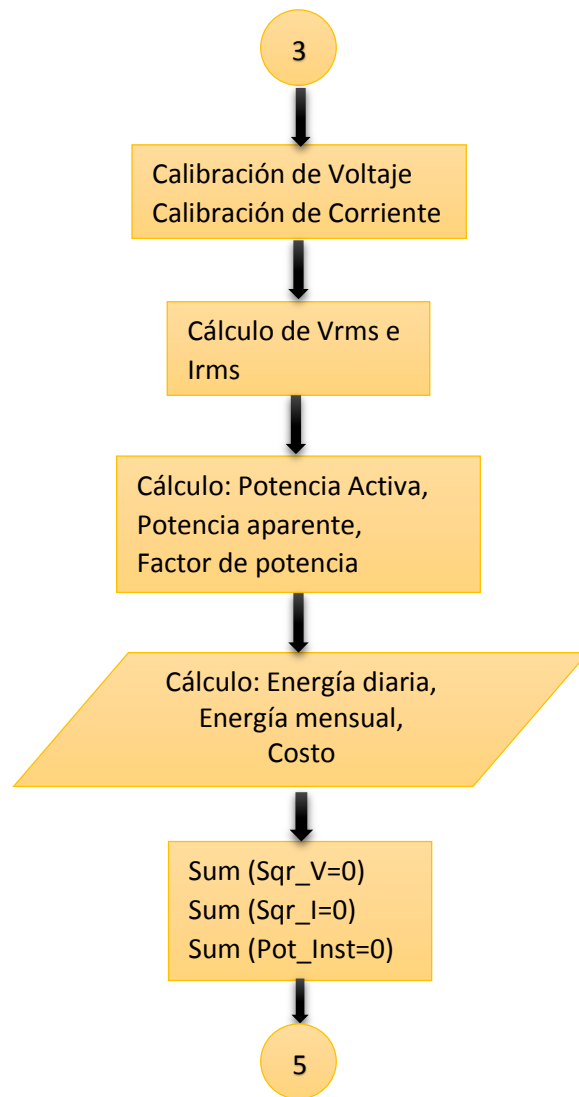 3
Calibración de Voltaje
Calibración de Corriente
Cálculo de Vrms e
Irms
Cálculo: Potencia Activa,
Potencia aparente,
Factor de potencia
Cálculo: Energía diaria,
Energía mensual,
Costo
Sum (Sqr_V=0)
Sum (Sqr_I=0)
Sum (Pot_Inst=0)
5